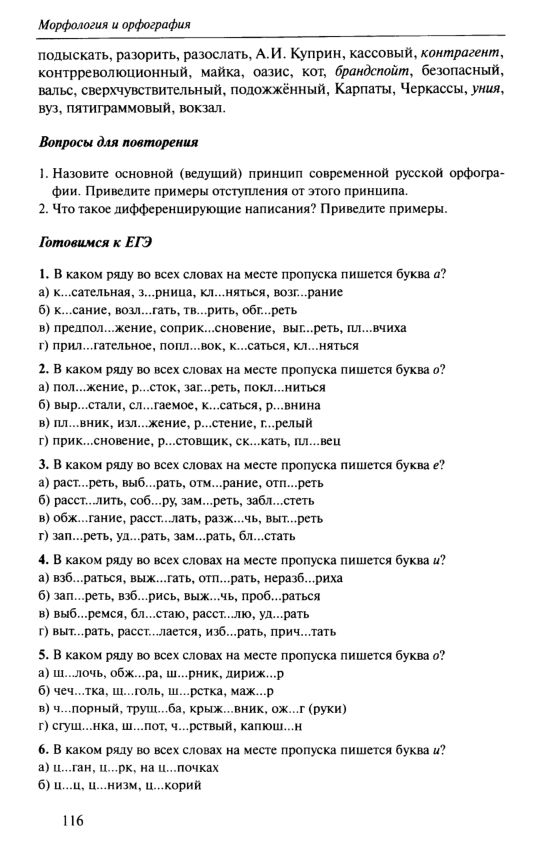 Морфология и орфография
подыскать, разорить, разослать, А.И. Куприн, кассовый, контрагент,
контрреволюционный, майка, оазис, кот, брандспойт, безопасный,
вальс, сверхчувствительный, подожжённый, Карпаты, Черкассы, уния,
вуз, пятиграммовый, вокзал.
Вопросы для повторения
1. Назовите основной (ведущий) принцип современной русской орфогра-
фии. Приведите примеры отступления от этого принципа.
2. Что такое дифференцирующие написания? Приведите примеры.
Готовимся к ЕГЭ
1. В каком ряду во всех словах на месте пропуска пишется буква а?
а) к...сательная, з...рница, кл...няться, возг...рание
б) к...сание, возл...гать, тв...рить, обг...реть
в) предпол...жение, соприк...сновение, выг...реть, пл...вчиха
г) прил...гательное, попл...вок, к...саться, кл...няться
2. В каком ряду во всех словах на месте пропуска пишется буква о?
а) пол...жение, р...сток, заг...реть, покл...ниться
б) выр...стали, сл...гаемое, к...саться, р...внина
в) пл...вник, изл...жение, р...стение, г...релый
г) прик...сновение, р...стовщик, ск...кать, пл...вец
3. В каком ряду во всех словах на месте пропуска пишется буква е?
а) раст...реть, выб...рать, отм...рание, отп...реть
б) расст...лить, соб...ру, зам...реть, забл...стеть
в) обж...гание, расст...лать, разж...чь, выт...реть
г) зап...реть, уд...рать, зам...рать, бл...стать
4. В каком ряду во всех словах на месте пропуска пишется буква и?
а) взб...раться, выж...гать, отп...рать, неразб...риха
б) зап...реть, взб...рись, выж...чь, проб...раться
в) выб...ремся, бл...стаю, расст...лю, уд...рать
г) выт...рать, расст...лается, изб...рать, прич...тать
5. В каком ряду во всех словах на месте пропуска пишется буква о?
а) ш...лочь, обж...ра, ш...рник, дириж...р
б) чеч...тка, щ...голь, ш...рстка, маж...р
в) ч...порный, трущ...ба, крыж...вник, ож...г (руки)
г) сгущ...нка, ш...пот, ч...рствый, капюш...н
6. В каком ряду во всех словах на месте пропуска пишется буква и?
а) ц...ган, ц...рк, на ц...почках
б) ц...ц, ц...низм, ц...корий
116